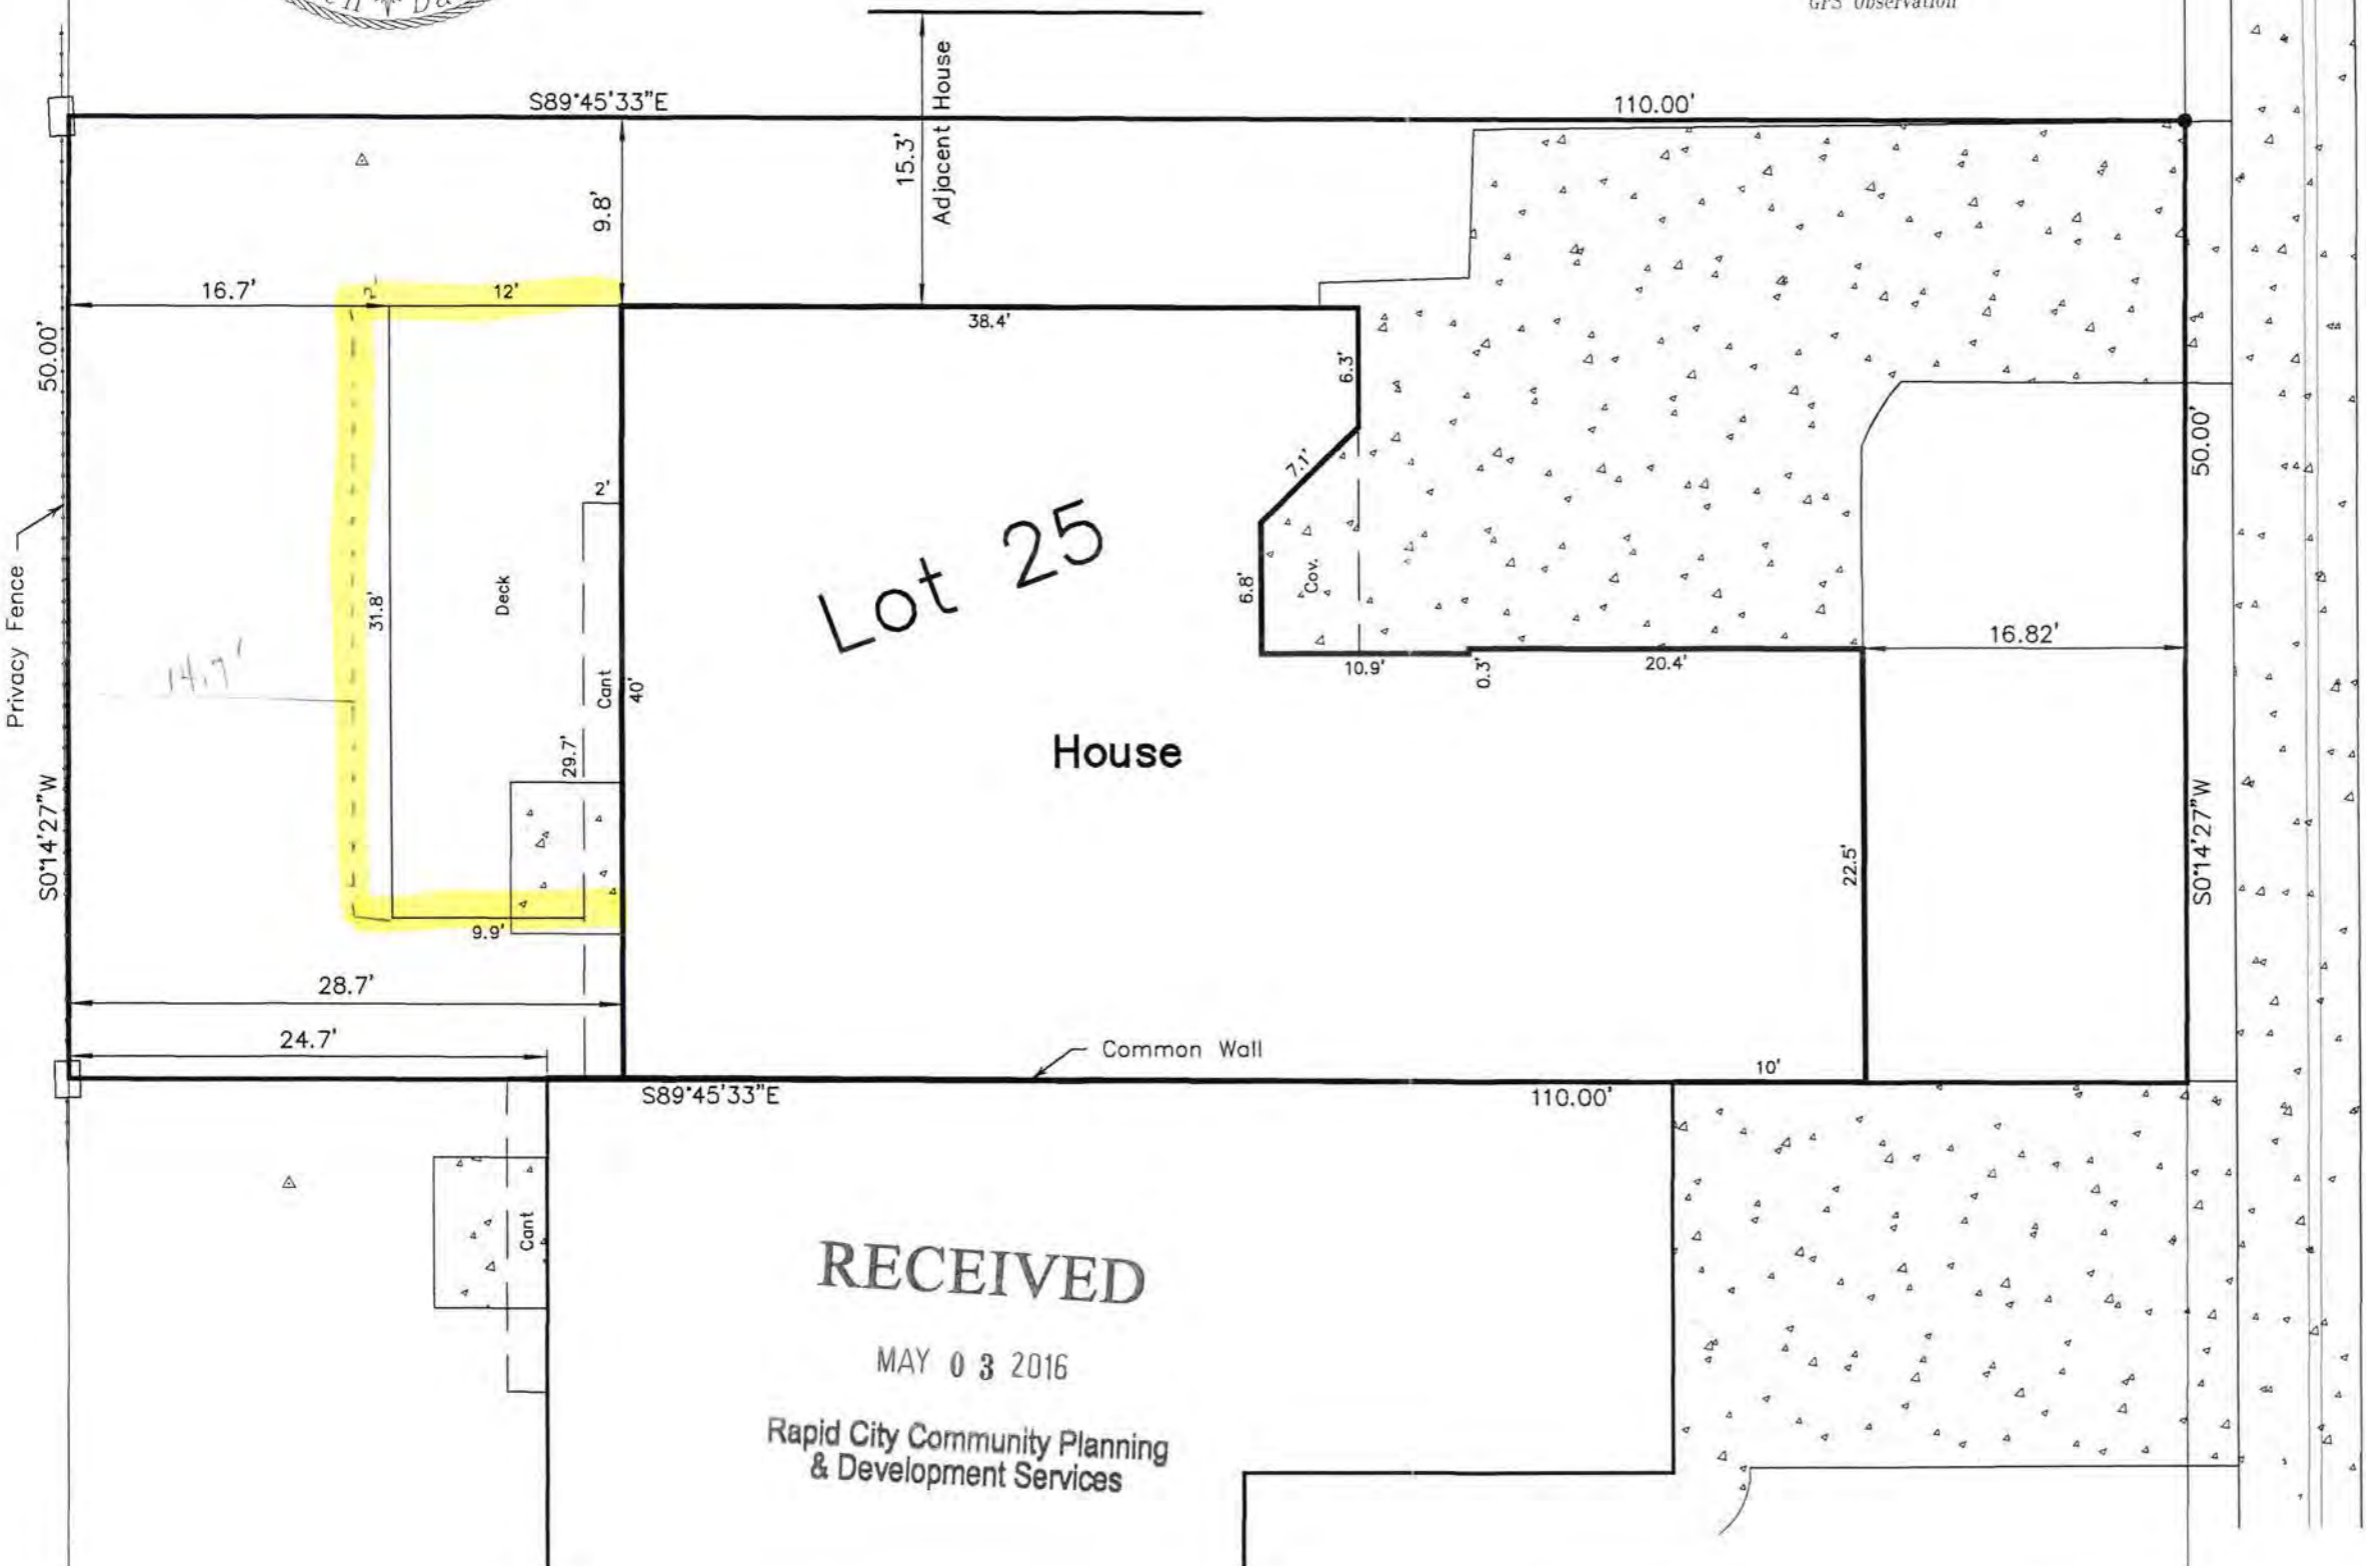 GPS Observation
S89°45'33"E
110.00'
Adjacent House
15.3'
9.8'
16.7'
2'
12'
38.4'
50.00'
6.3'
7.1'
2'
50.00'
Lot 25
Privacy Fence
31.8'
Deck
6.8'
Cov.
14.7'
Cant
40'
10.9'
0.3'
20.4'
16.82'
29.7'
House
S0°14'27"W
22.5'
S0°14'27"W
9.9'
28.7'
24.7'
Common Wall
10'
S89°45'33"E
110.00'
Cant
RECEIVED
MAY 03 2016
Rapid City Community Planning
& Development Services